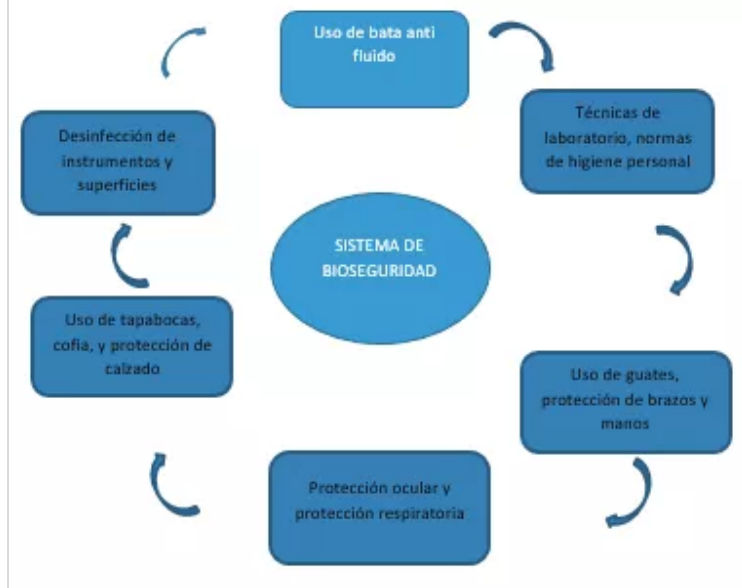 Uso de bata anti
fluido
Técnicas de
laboratorio, normas
de higiene personal
Uso de guates,
protección de brazos y
manos
Protección ocular y
protección respiratoria
Uso de tapabocas,
cofia, y protección de
calzado
Desinfección de
instrumentos y
superficies
SISTEMA DE
BIOSEGURIDAD